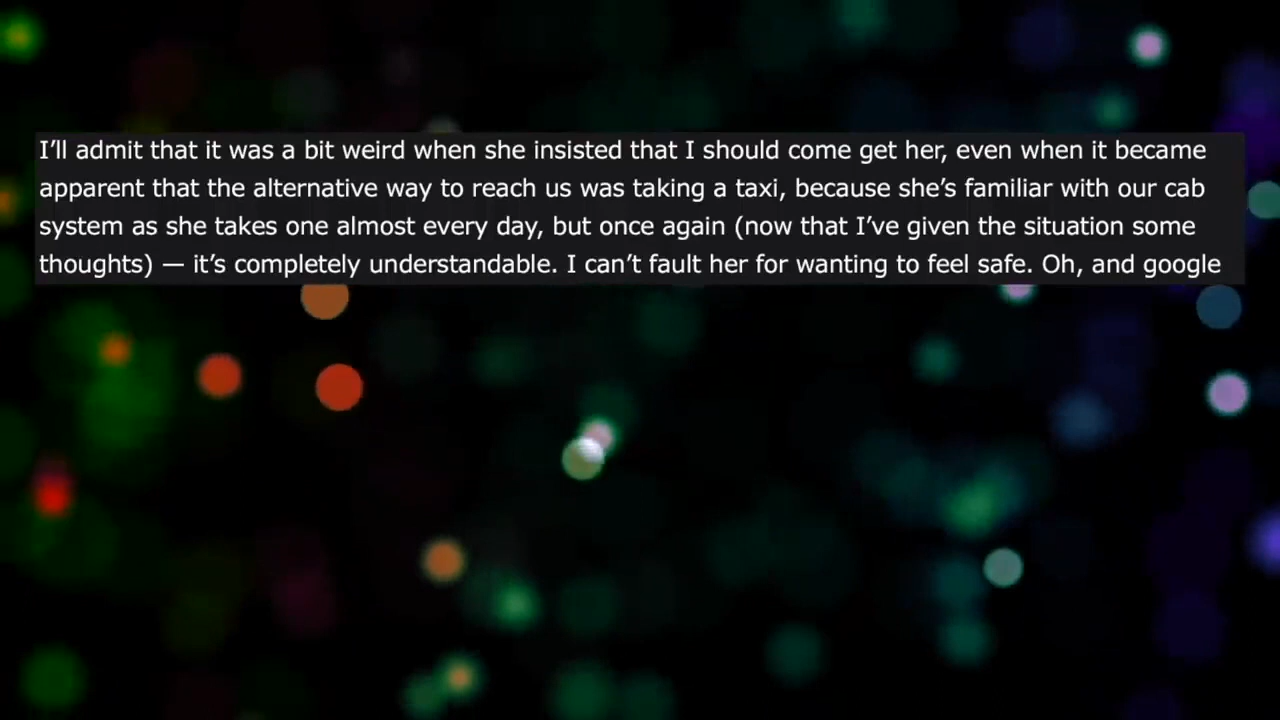 I’ll admit that it was a bit weird when she insisted that I should come get her, even when it became
apparent that the alternative way to reach us was taking a taxi, because she’s familiar with our cab
system as she takes one almost every day, but once again (now that I’ve given the situation some
thoughts) — it’s completely understandable. I can’t fault her for wanting to feel safe. Oh, and google